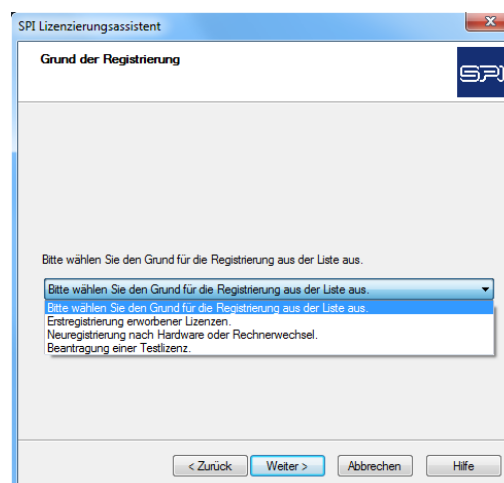 SPI Lizenzierungsassistent
Grund der Registrierung
SPI
Bitte wählen Sie den Grund für die Registrierung aus der Liste aus.
Bitte wählen Sie den Grund für die Registrierung aus der Liste aus.
Bitte wählen Sie den Grund für die Registrierung aus der Liste aus.
Erstregistrierung erworbener Lizenzen.
Neuregistrierung nach Hardware oder Rechnerwechsel.
Beantragung einer Testlizenz.
< Zurück Weiter > Abbrechen Hilfe